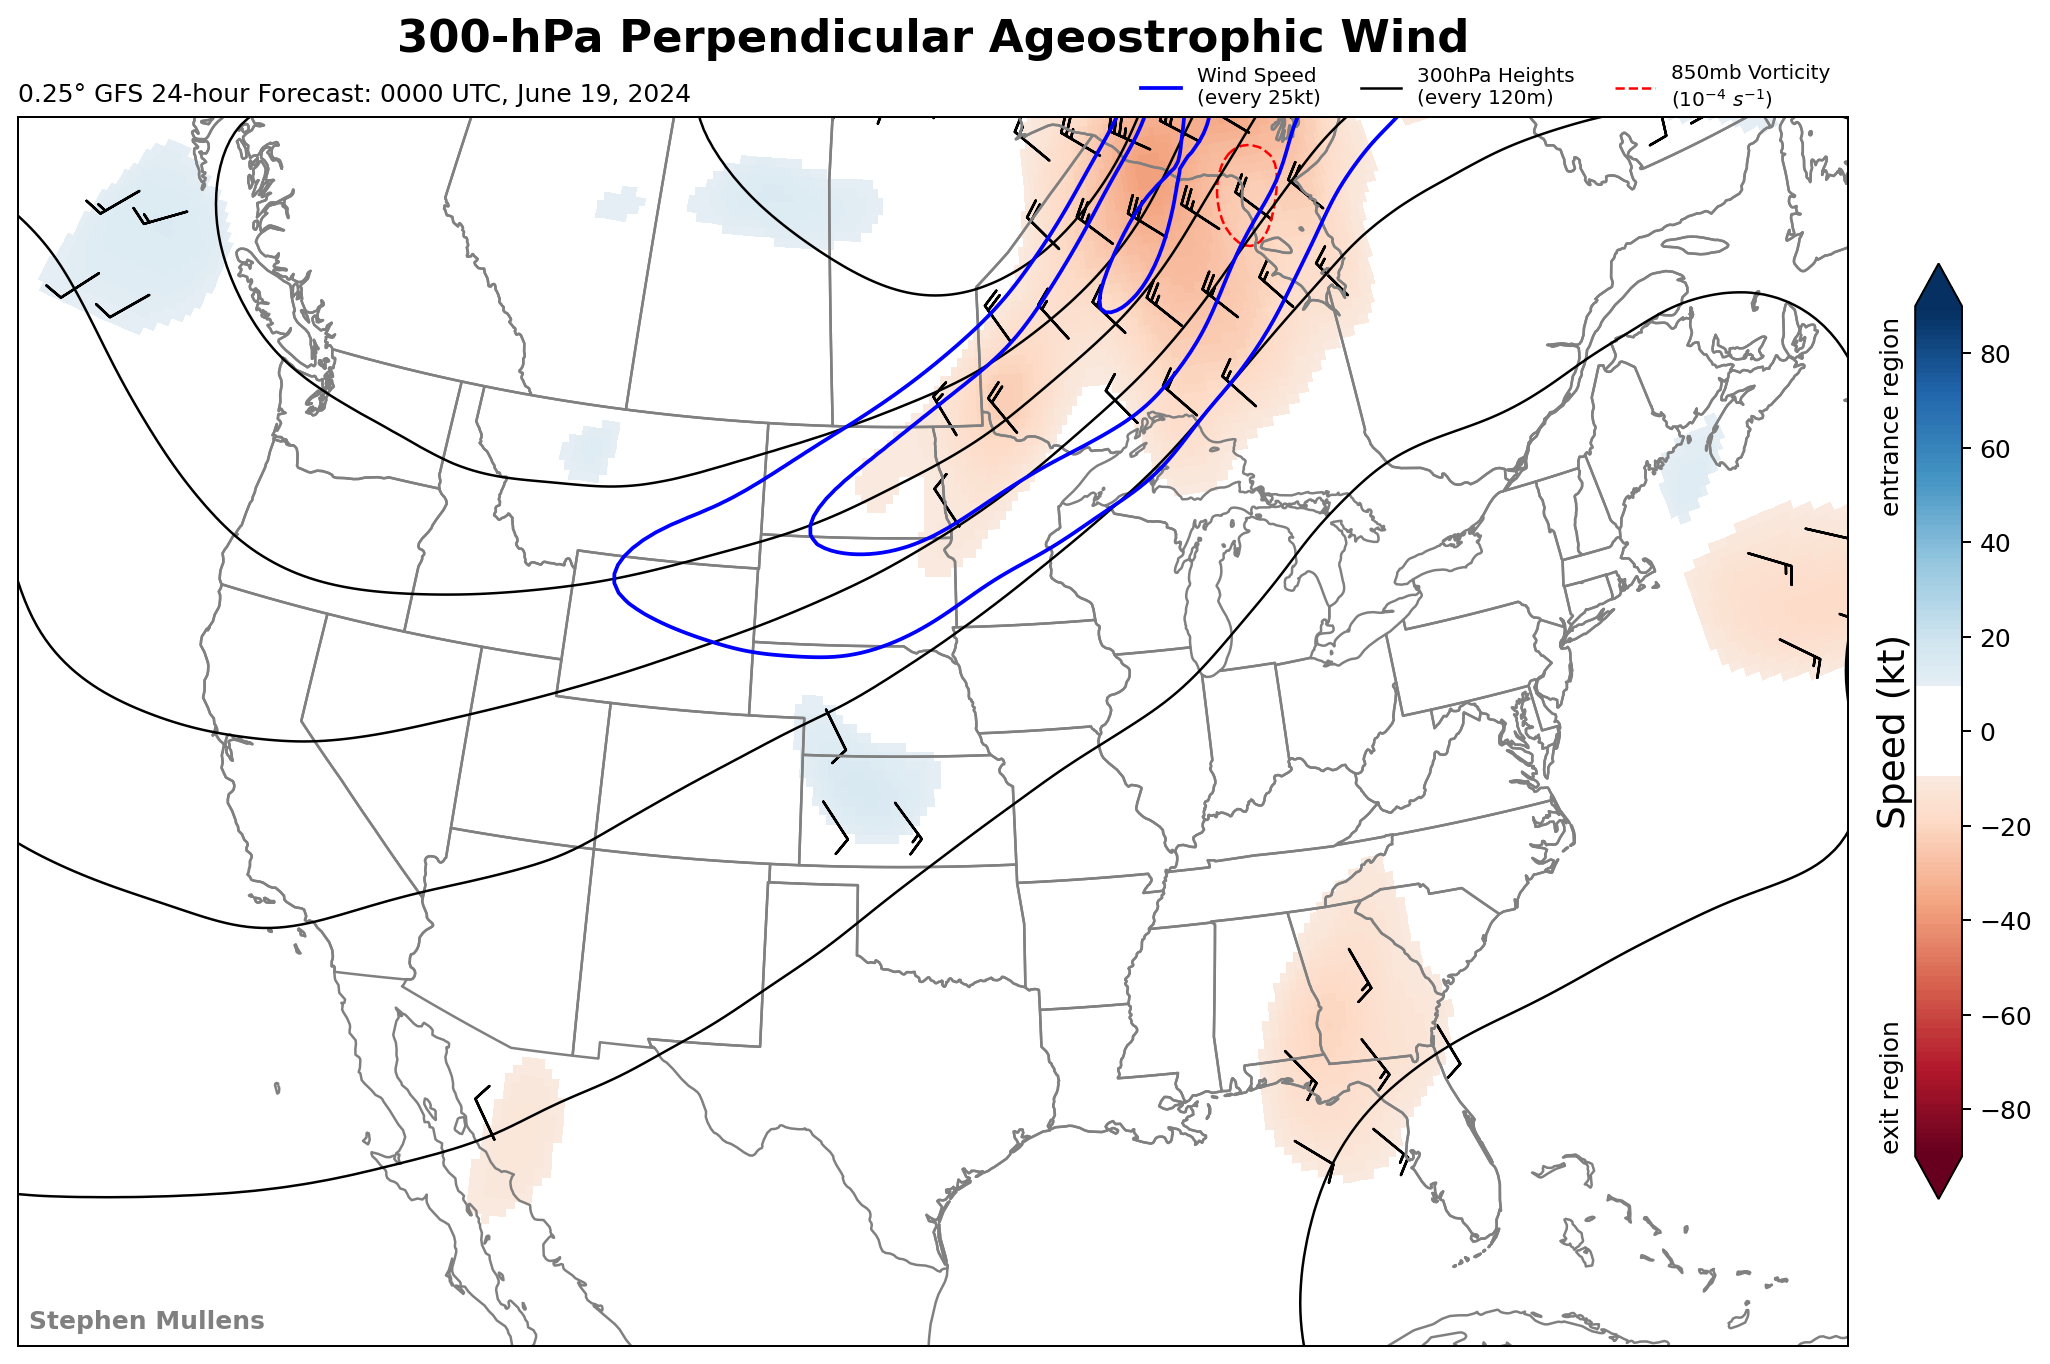 300-hPa Perpendicular Ageostrophic Wind
0.25° GFS 24-hour Forecast: 0000 UTC, June 19, 2024
Wind Speed
(every 25kt)
300hPa Heights
(every 120m)
850mb Vorticity
(10⁻⁴ s⁻¹)
entrance region
Speed (kt)
exit region
80
60
40
20
0
−20
−40
−60
−80
Stephen Mullens